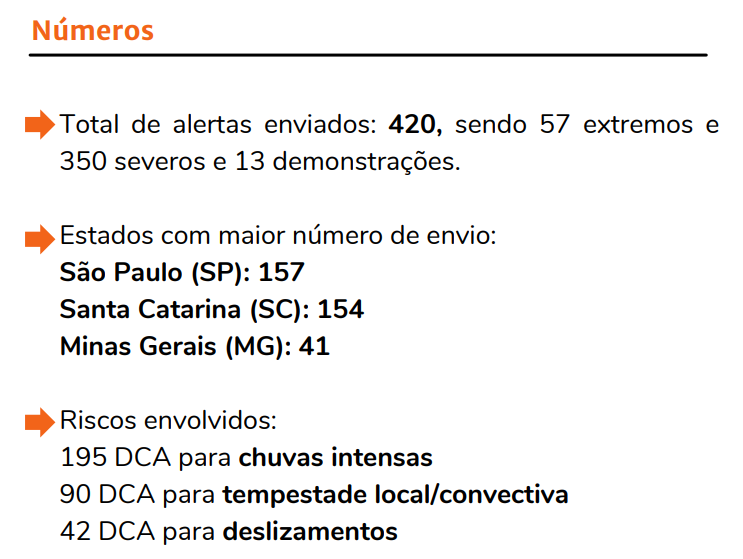 Números
Total de alertas enviados: 420, sendo 57 extremos e
350 severos e 13 demonstrações.
Estados com maior número de envio:
São Paulo (SP): 157
Santa Catarina (SC): 154
Minas Gerais (MG): 41
Riscos envolvidos:
195 DCA para chuvas intensas
90 DCA para tempestade local/convectiva
42 DCA para deslizamentos